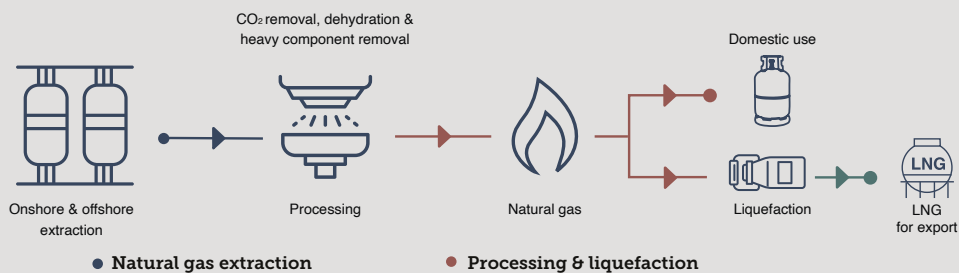 CO₂ removal, dehydration &
heavy component removal
Domestic use
LNG
Onshore & offshore
extraction
Processing
Natural gas
Liquefaction
LNG
for export
Natural gas extraction
Processing & liquefaction